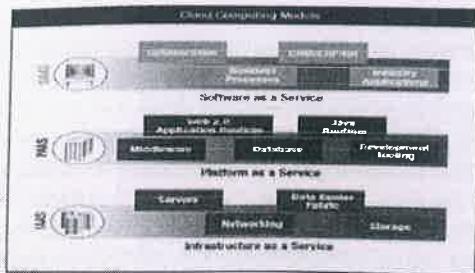 Cloud Computing Models
Collaboration
CRM/ERP/HR
Business Processes
Industry Applications
Software as a Service
Web 2.0 Application Runtime
Java Runtime
Middleware
Database
Development Tooling
PAAS
Platform as a Service
Servers
Data Center Fabric
Networking
Storage
IAAS
Infrastructure as a Service